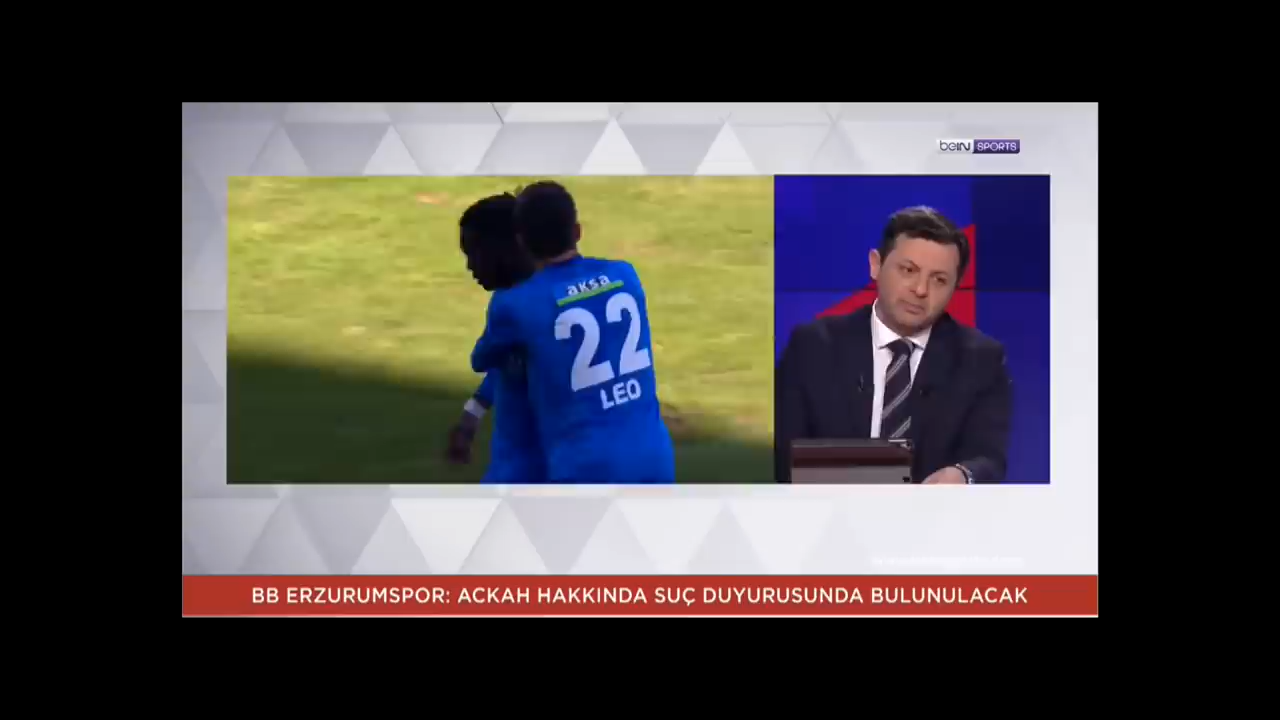 beIN SPORTS
aksa
22
LEO
BB ERZURUMSPOR: ACKAH HAKKINDA SUÇ DUYURUSUNDA BULUNULACAK